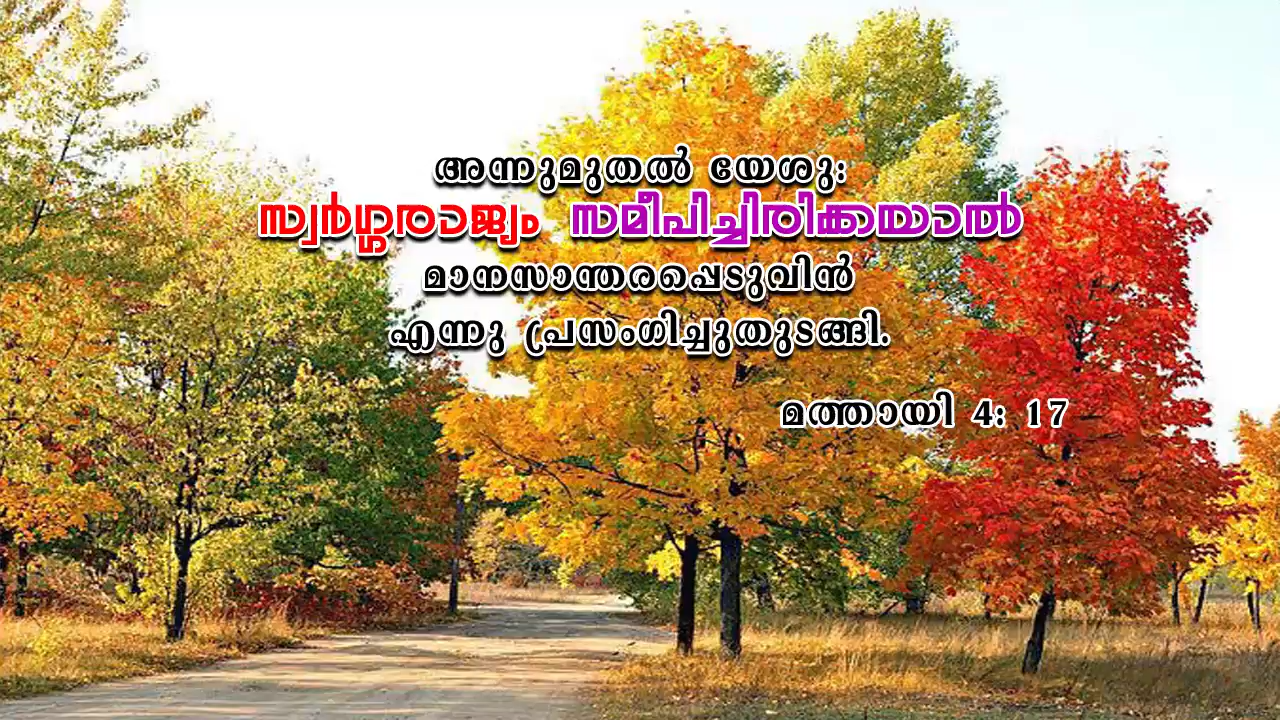 അന്നുമുതൽ യേശു:
സ്വർഗ്ഗരാജ്യം സമീപിച്ചിരിക്കയാൽ
മാനസാന്തരപ്പെടുവിൻ
എന്നു പ്രസംഗിച്ചുതുടങ്ങി.
മത്തായി 4: 17